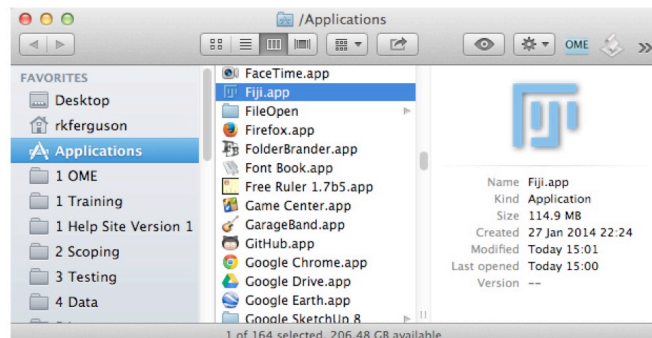 /Applications
OME
FAVORITES
Desktop
rkferguson
Applications
1 OME
1 Training
1 Help Site Version 1
2 Scoping
3 Testing
4 Data
FaceTime.app
Fiji.app
FileOpen
Firefox.app
FolderBrander.app
Font Book.app
Free Ruler 1.7b5.app
Game Center.app
GarageBand.app
GitHub.app
Google Chrome.app
Google Drive.app
Google Earth.app
Google SketchUp 8
Name Fiji.app
Kind Application
Size 114.9 MB
Created 27 Jan 2014 22:24
Modified Today 15:01
Last opened Today 15:00
Version --
1 of 164 selected, 206.48 GB available